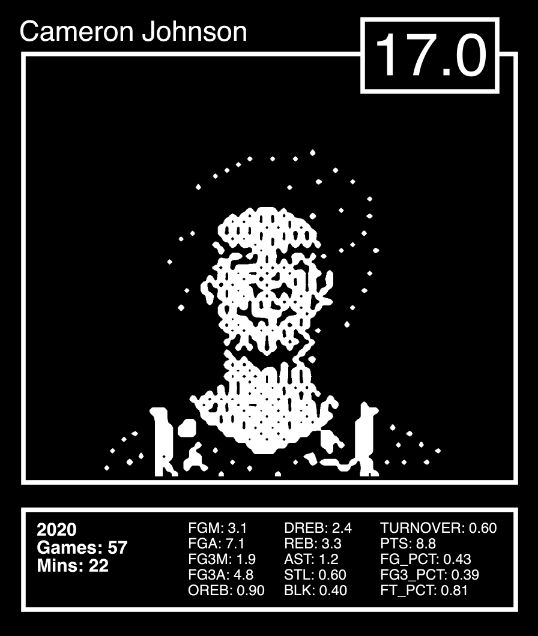 Cameron Johnson
17.0
2020
Games: 57
Mins: 22
FGM: 3.1
FGA: 7.1
FG3M: 1.9
FG3A: 4.8
OREB: 0.90
DREB: 2.4
REB: 3.3
AST: 1.2
STL: 0.60
BLK: 0.40
TURNOVER: 0.60
PTS: 8.8
FG_PCT: 0.43
FG3_PCT: 0.39
FT_PCT: 0.81